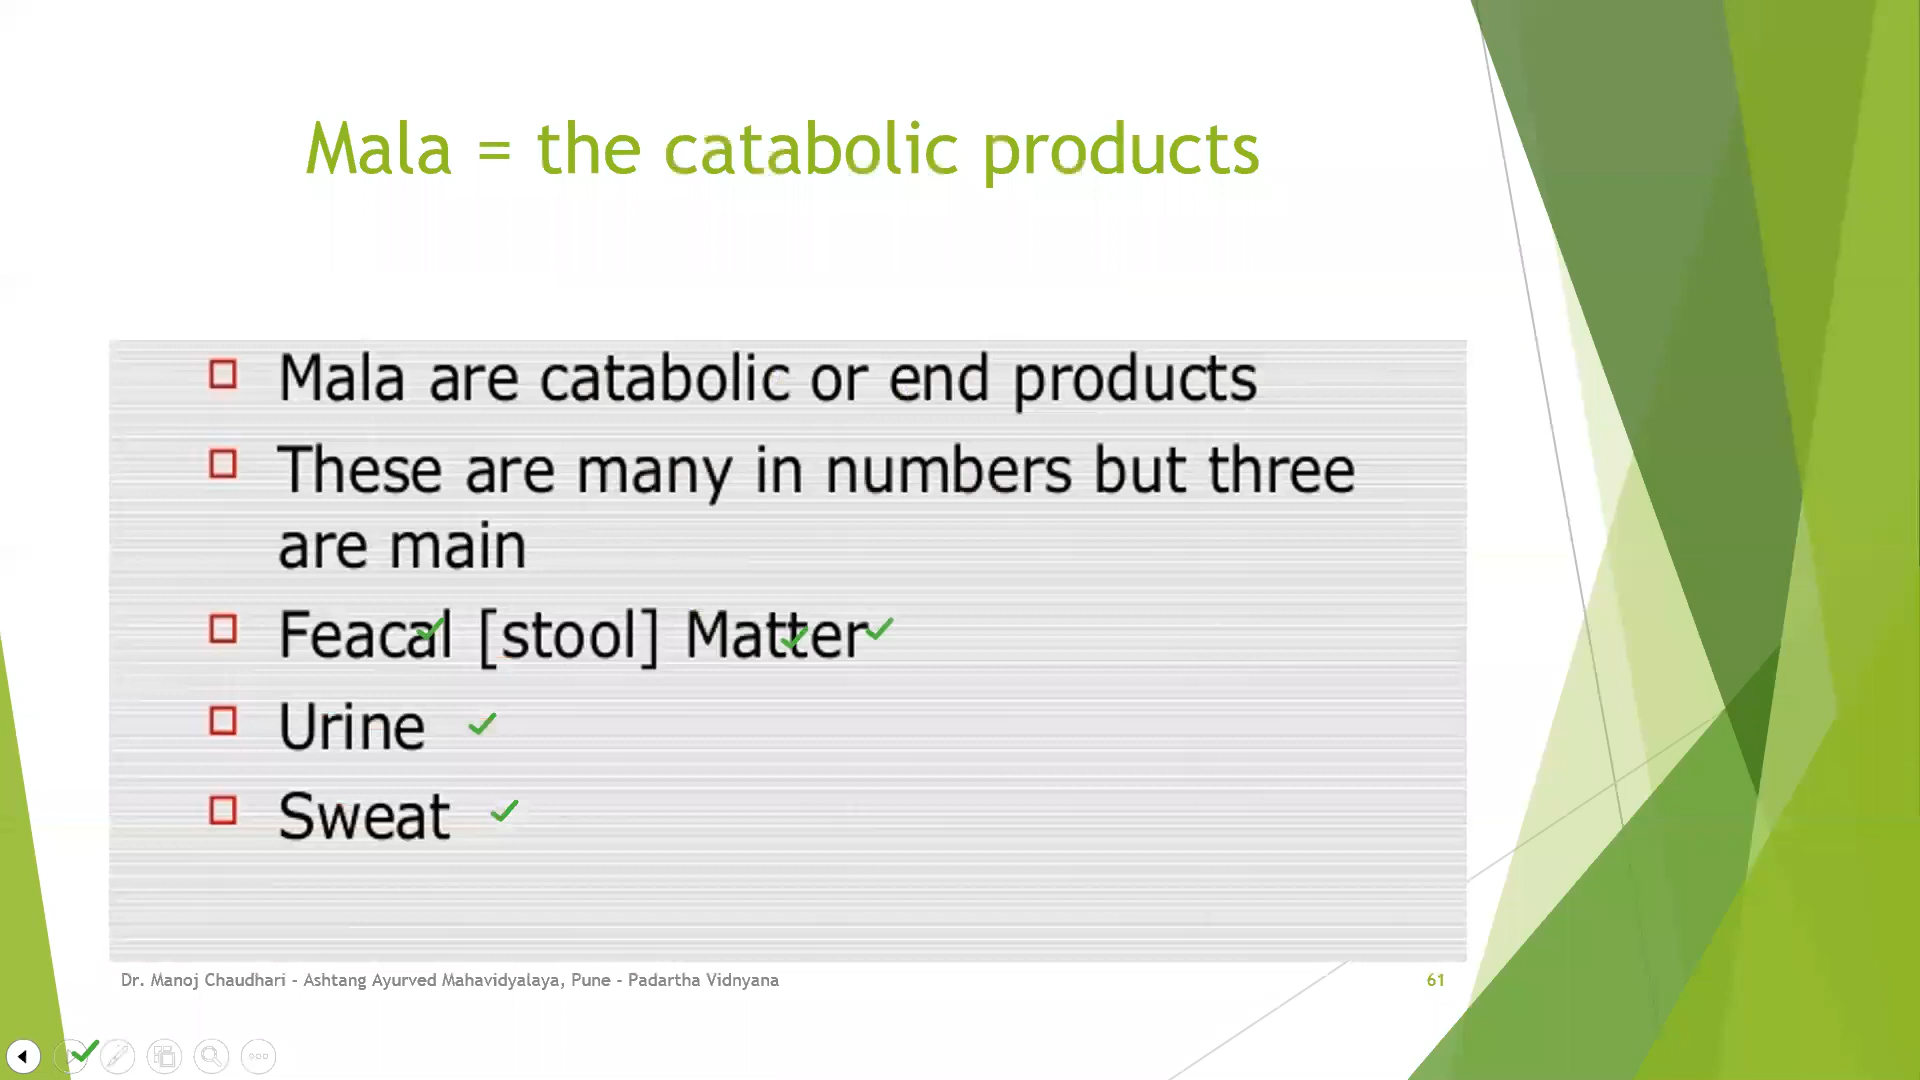 Mala = the catabolic products
Mala are catabolic or end products
These are many in numbers but three
are main
Feacal [stool] Matter
Urine
Sweat
Dr. Manoj Chaudhari - Ashtang Ayurved Mahavidyalaya, Pune - Padartha Vidnyana
61